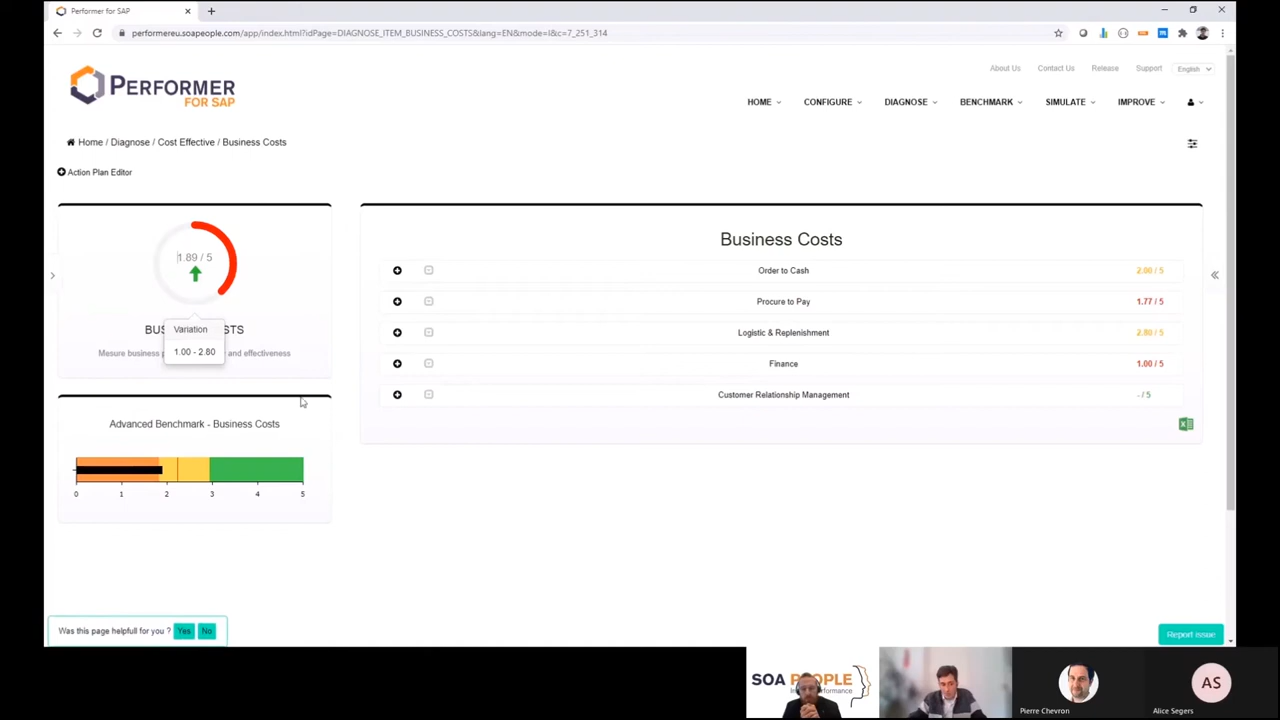 Performer for SAP
performereu.soapeople.com/app/index.html?idPage=DIAGNOSE_ITEM_BUSINESS_COSTS&lang=EN&mode=I&c=7_251_314
About Us Contact Us Release Support English
PERFORMER
FOR SAP
HOME CONFIGURE DIAGNOSE BENCHMARK SIMULATE IMPROVE
Home / Diagnose / Cost Effective / Business Costs
Action Plan Editor
1.89 / 5
BUS STS
Variation
1.00 - 2.80
Mesure business p and effectiveness
Business Costs
Order to Cash 2.00 / 5
Procure to Pay 1.77 / 5
Logistic & Replenishment 2.80 / 5
Finance 1.00 / 5
Customer Relationship Management - / 5
Advanced Benchmark - Business Costs
0 1 2 3 4 5
Was this page helpfull for you ? Yes No
Report issue
SOA PEOPLE
Pierre Chevron
AS
Alice Segers